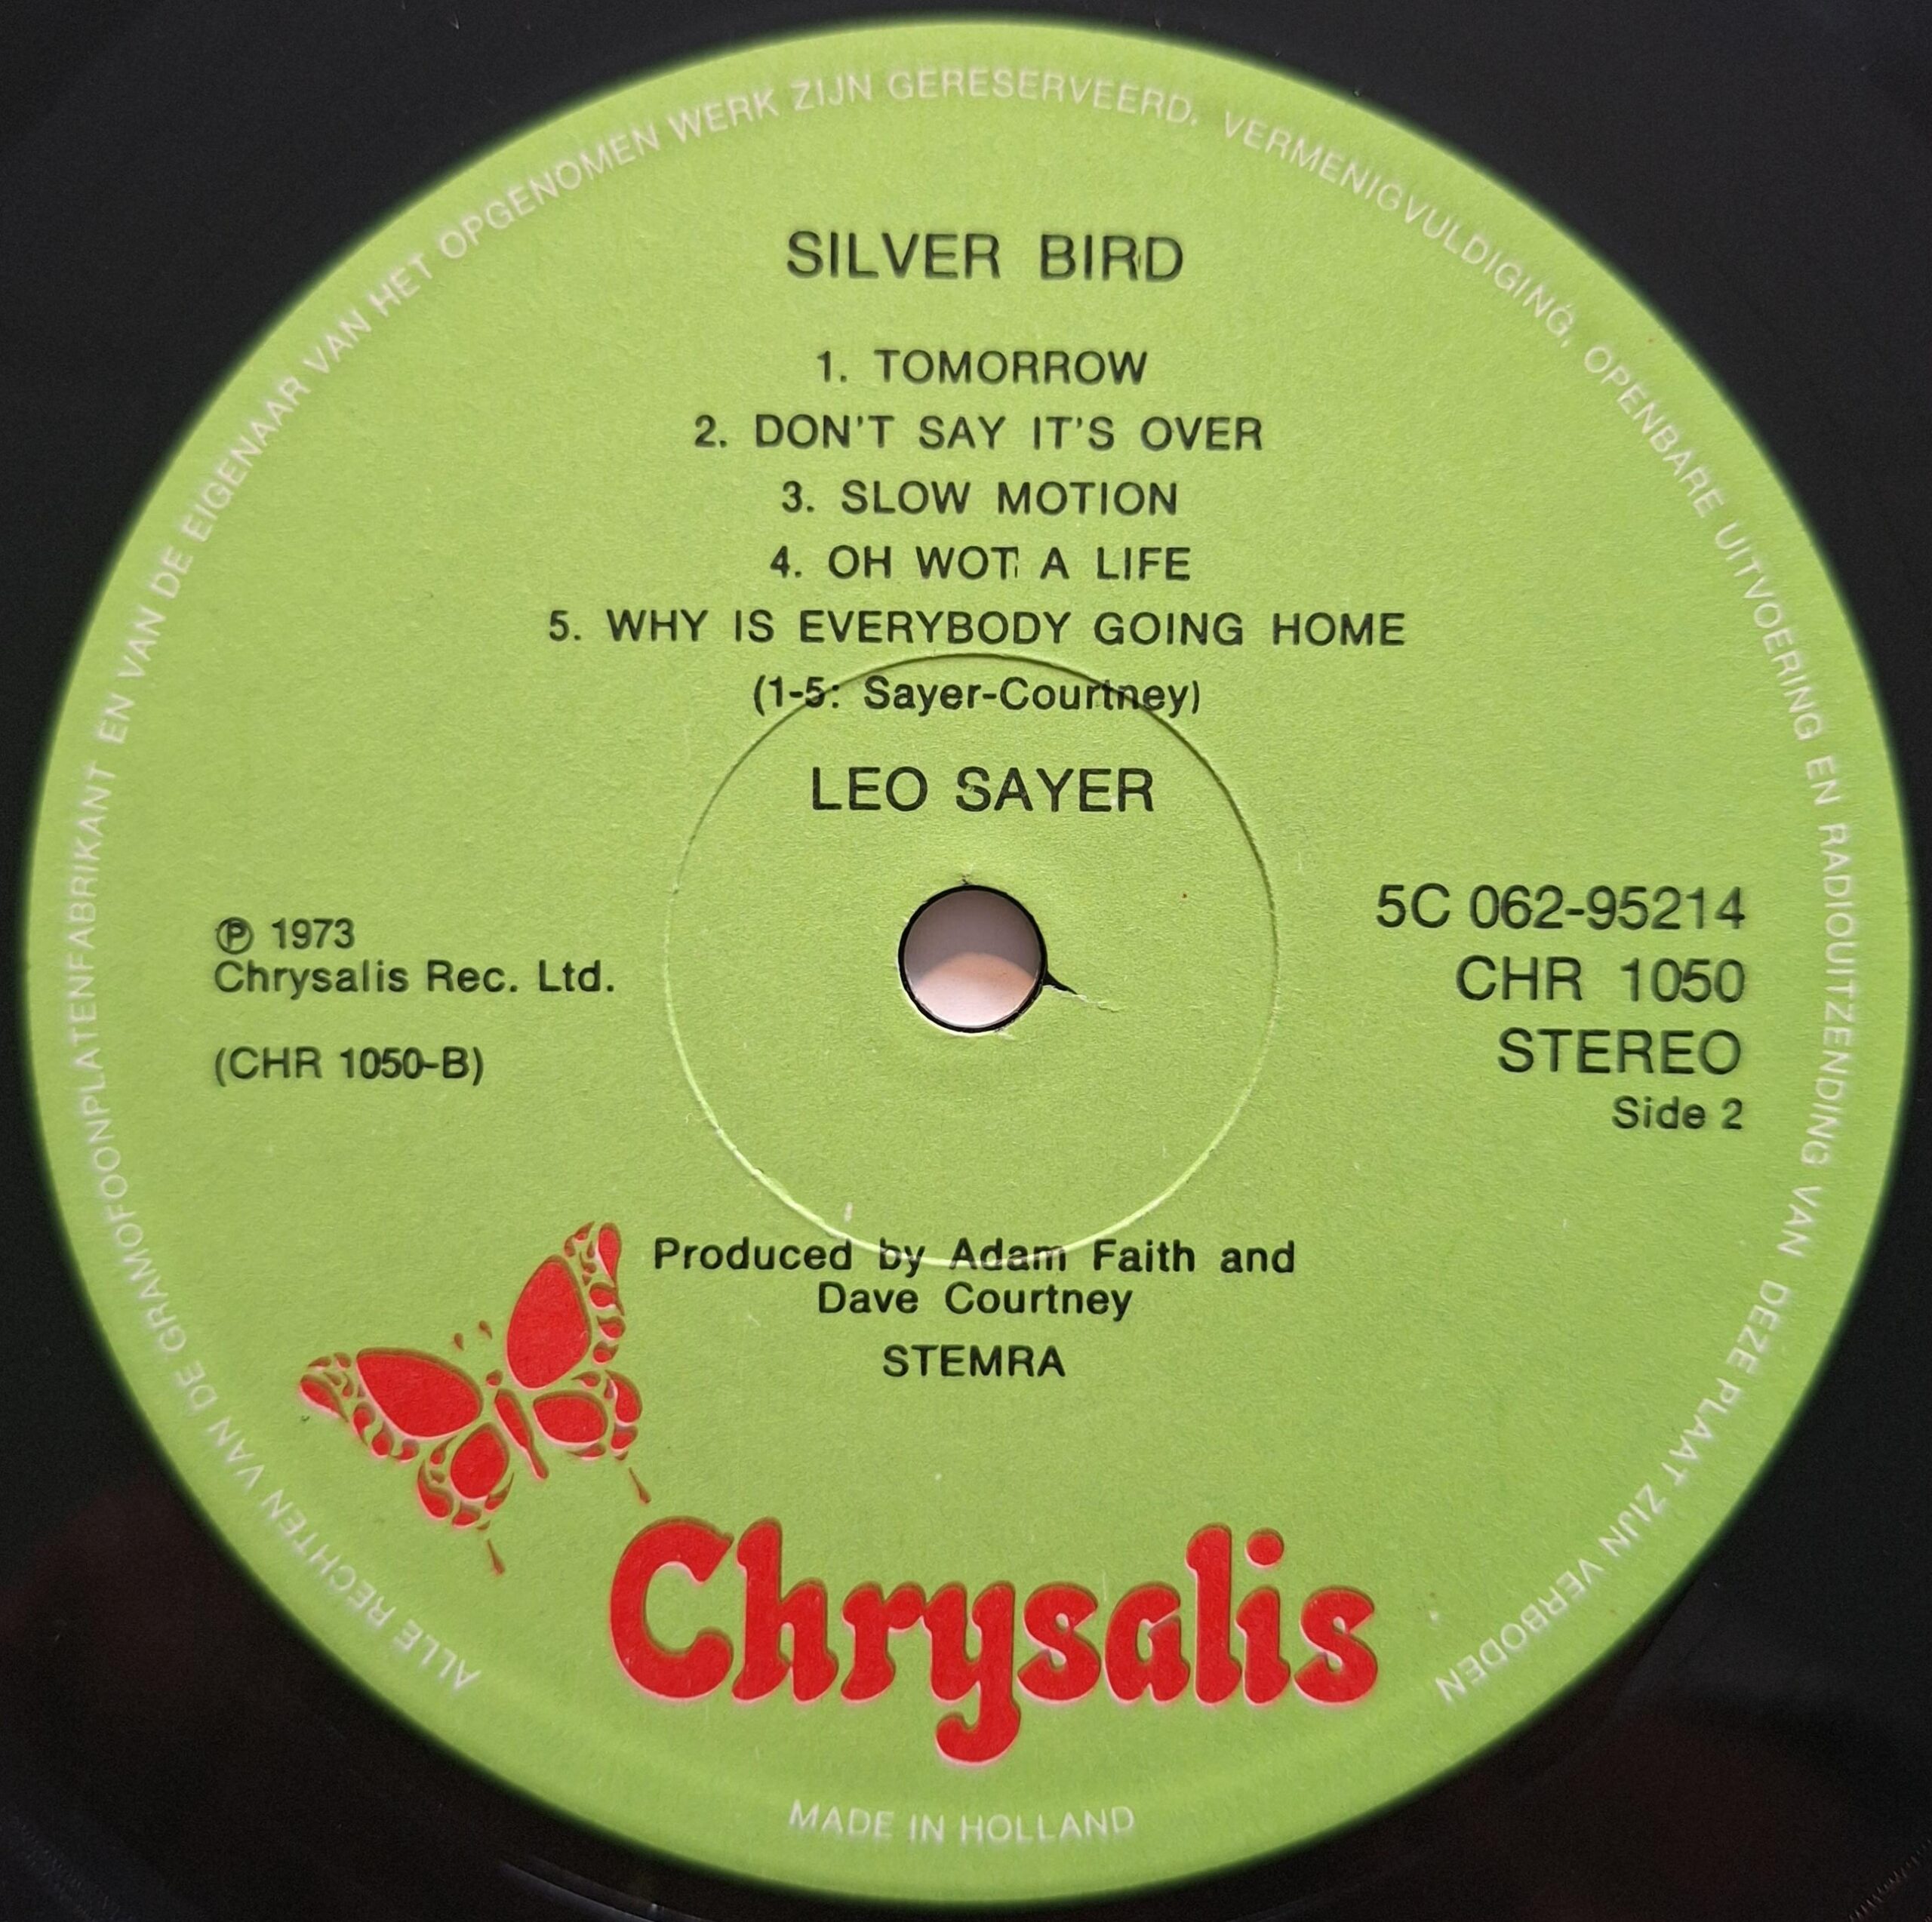 ALLE RECHTEN VAN DE GRAMOFOONPLATENFABRIKANT EN VAN DE EIGENAAR VAN HET OPGENOMEN WERK ZIJN GERESERVEERD. VERMENIGVULDIGING, OPENBARE UITVOERING EN RADIOUITZENDING VAN DEZE PLAAT ZIJN VERBODEN
SILVER BIRD
1. TOMORROW
2. DON'T SAY IT'S OVER
3. SLOW MOTION
4. OH WOT A LIFE
5. WHY IS EVERYBODY GOING HOME
(1-5: Sayer-Courtney)
LEO SAYER
℗ 1973
Chrysalis Rec. Ltd.
(CHR 1050-B)
5C 062-95214
CHR 1050
STEREO
Side 2
Produced by Adam Faith and
Dave Courtney
STEMRA
Chrysalis
MADE IN HOLLAND